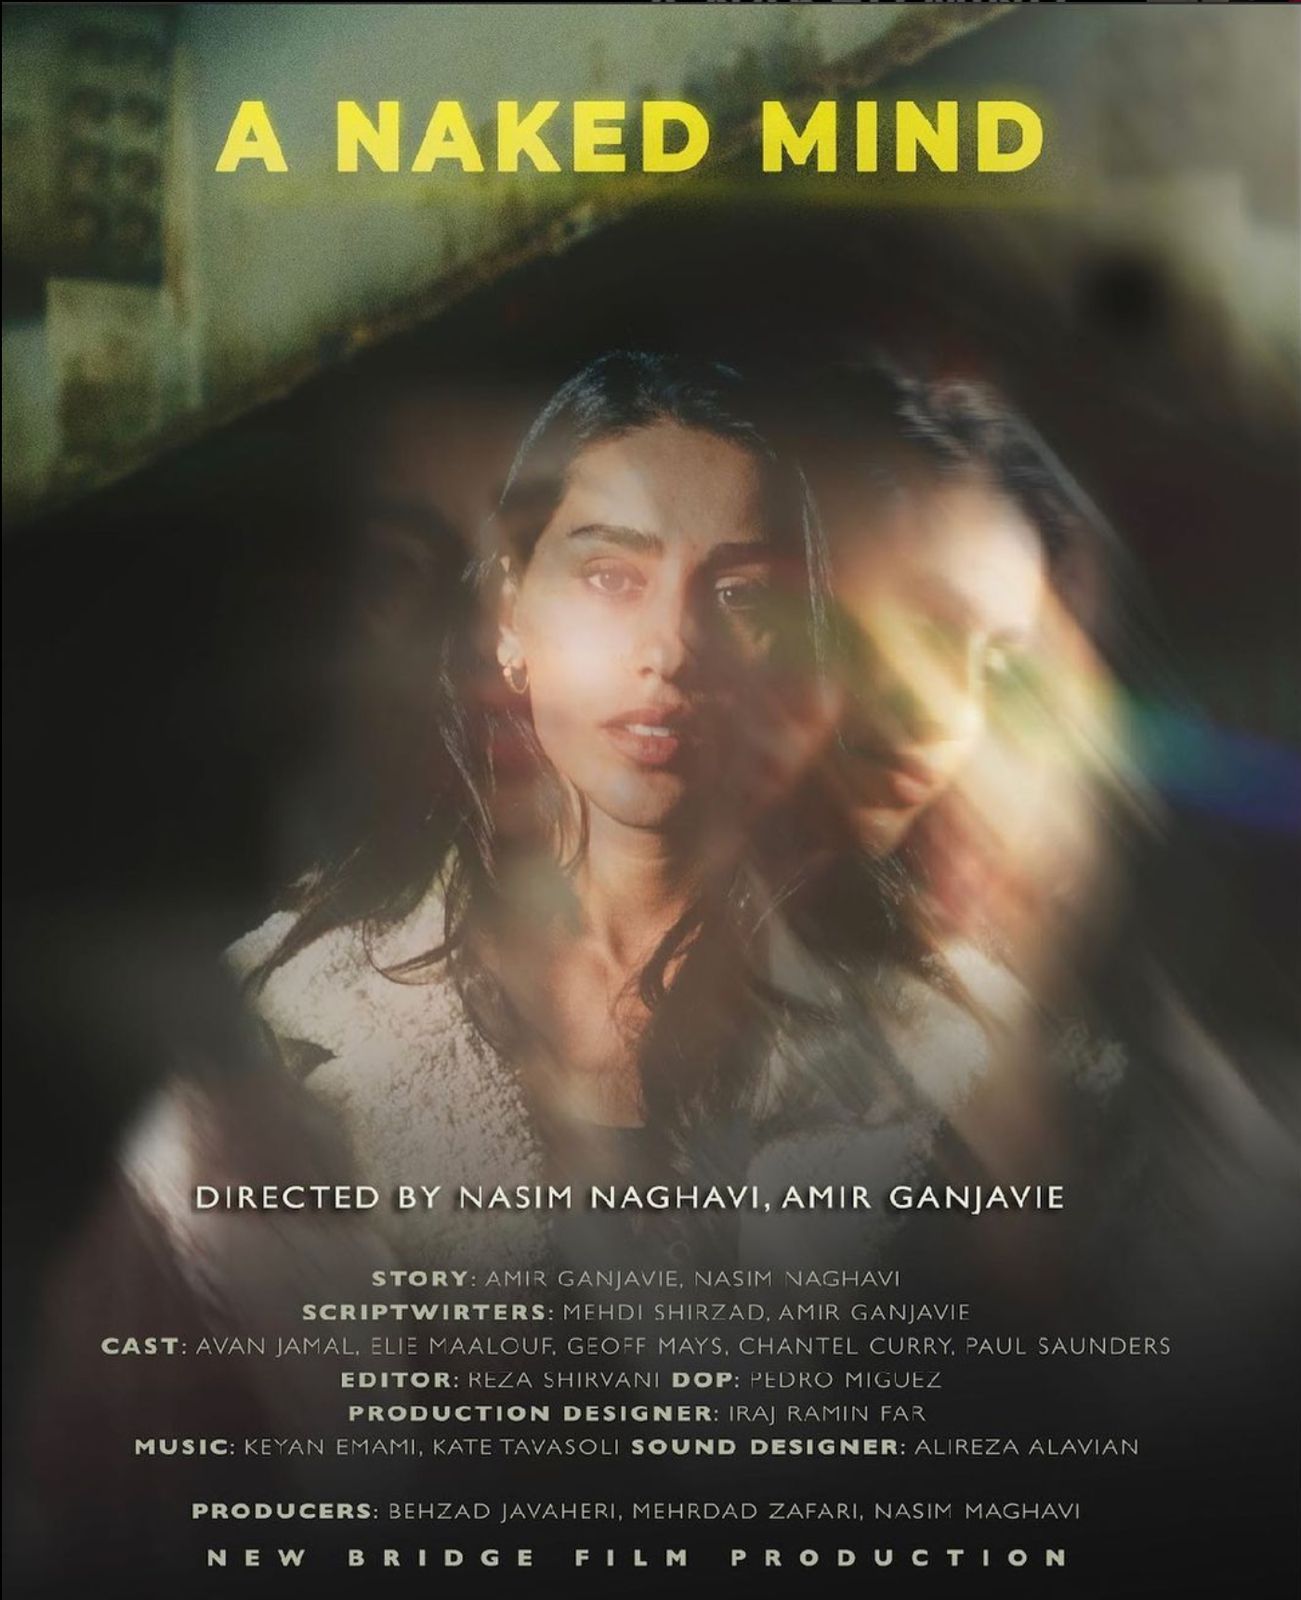 A NAKED MIND
DIRECTED BY NASIM NAGHAVI, AMIR GANJAVIE
STORY: AMIR GANJAVIE, NASIM NAGHAVI
SCRIPTWIRTERS: MEHDI SHIRZAD, AMIR GANJAVIE
CAST: AVAN JAMAL, ELIE MAALOUF, GEOFF MAYS, CHANTEL CURRY, PAUL SAUNDERS
EDITOR: REZA SHIRVANI DOP: PEDRO MIGUEZ
PRODUCTION DESIGNER: IRAJ RAMIN FAR
MUSIC: KEYAN EMAMI, KATE TAVASOLI SOUND DESIGNER: ALIREZA ALAVIAN
PRODUCERS: BEHZAD JAVAHERI, MEHRDAD ZAFARI, NASIM MAGHAVI
NEW BRIDGE FILM PRODUCTION